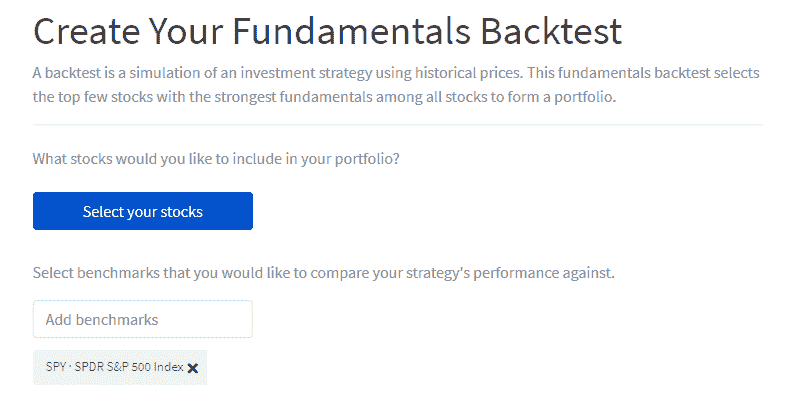 Create Your Fundamentals Backtest
A backtest is a simulation of an investment strategy using historical prices. This fundamentals backtest selects
the top few stocks with the strongest fundamentals among all stocks to form a portfolio.
What stocks would you like to include in your portfolio?
Select your stocks
Select benchmarks that you would like to compare your strategy's performance against.
Add benchmarks
SPY · SPDR S&P 500 Index ✖